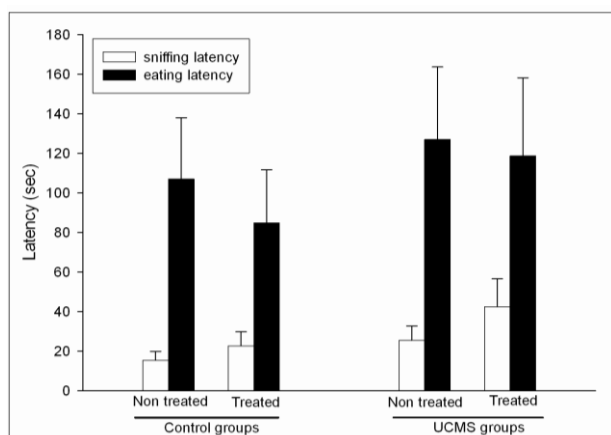 180
160
140
120
100
80
60
40
20
0
Latency (sec)
sniffing latency
eating latency
Non treated Treated Non treated Treated
Control groups UCMS groups